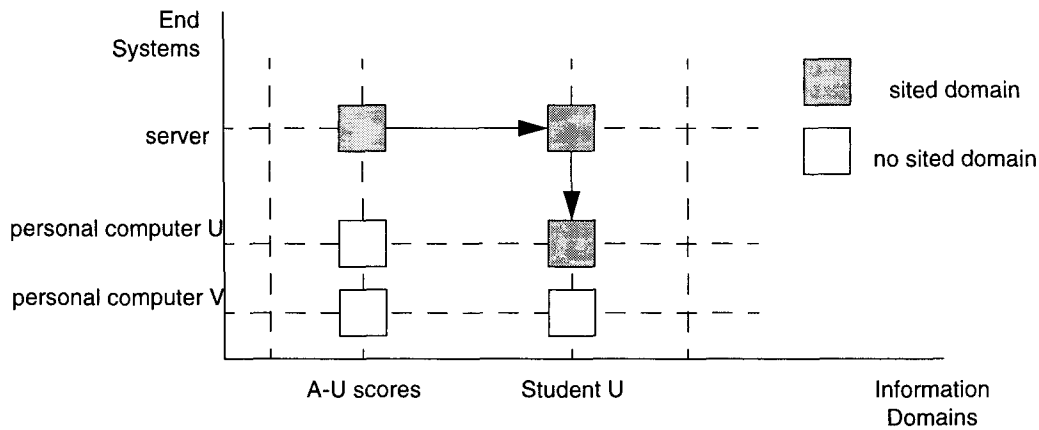 End
Systems
sited domain
server
no sited domain
personal computer U
personal computer V
A-U scores
Student U
Information
Domains